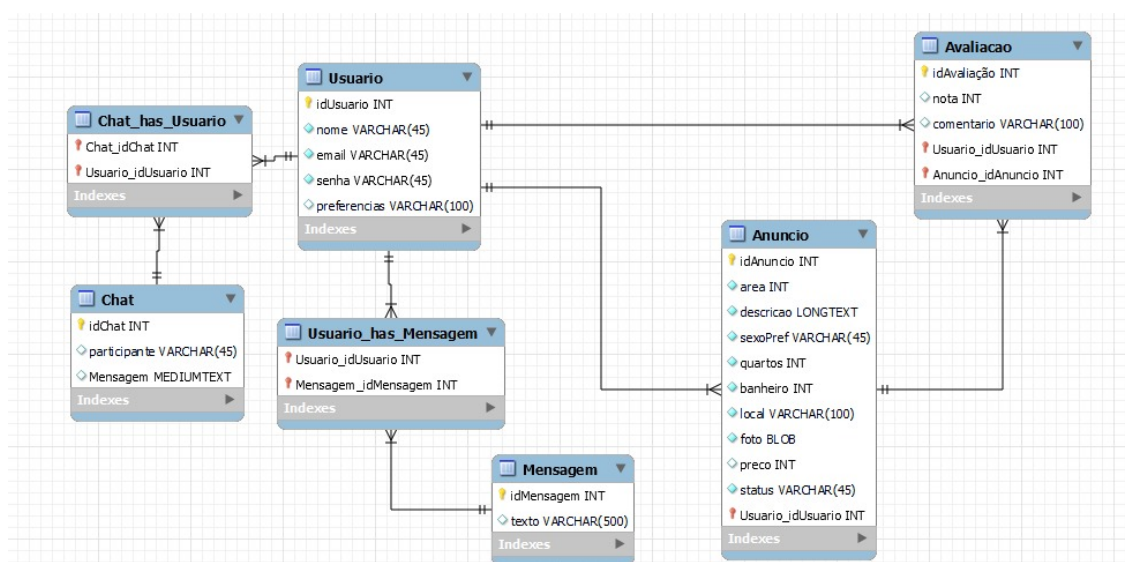 Chat_has_Usuario
Chat_idChat INT
Usuario_idUsuario INT
Indexes
Chat
idChat INT
participante VARCHAR(45)
Mensagem MEDIUMTEXT
Indexes
Usuario
idUsuario INT
nome VARCHAR(45)
email VARCHAR(45)
senha VARCHAR(45)
preferencias VARCHAR(100)
Indexes
Usuario_has_Mensagem
Usuario_idUsuario INT
Mensagem_idMensagem INT
Indexes
Mensagem
idMensagem INT
texto VARCHAR(500)
Indexes
Avaliacao
idAvaliação INT
nota INT
comentario VARCHAR(100)
Usuario_idUsuario INT
Anuncio_idAnuncio INT
Indexes
Anuncio
idAnuncio INT
area INT
descricao LONGTEXT
sexoPref VARCHAR(45)
quartos INT
banheiro INT
local VARCHAR(100)
foto BLOB
preco INT
status VARCHAR(45)
Usuario_idUsuario INT
Indexes